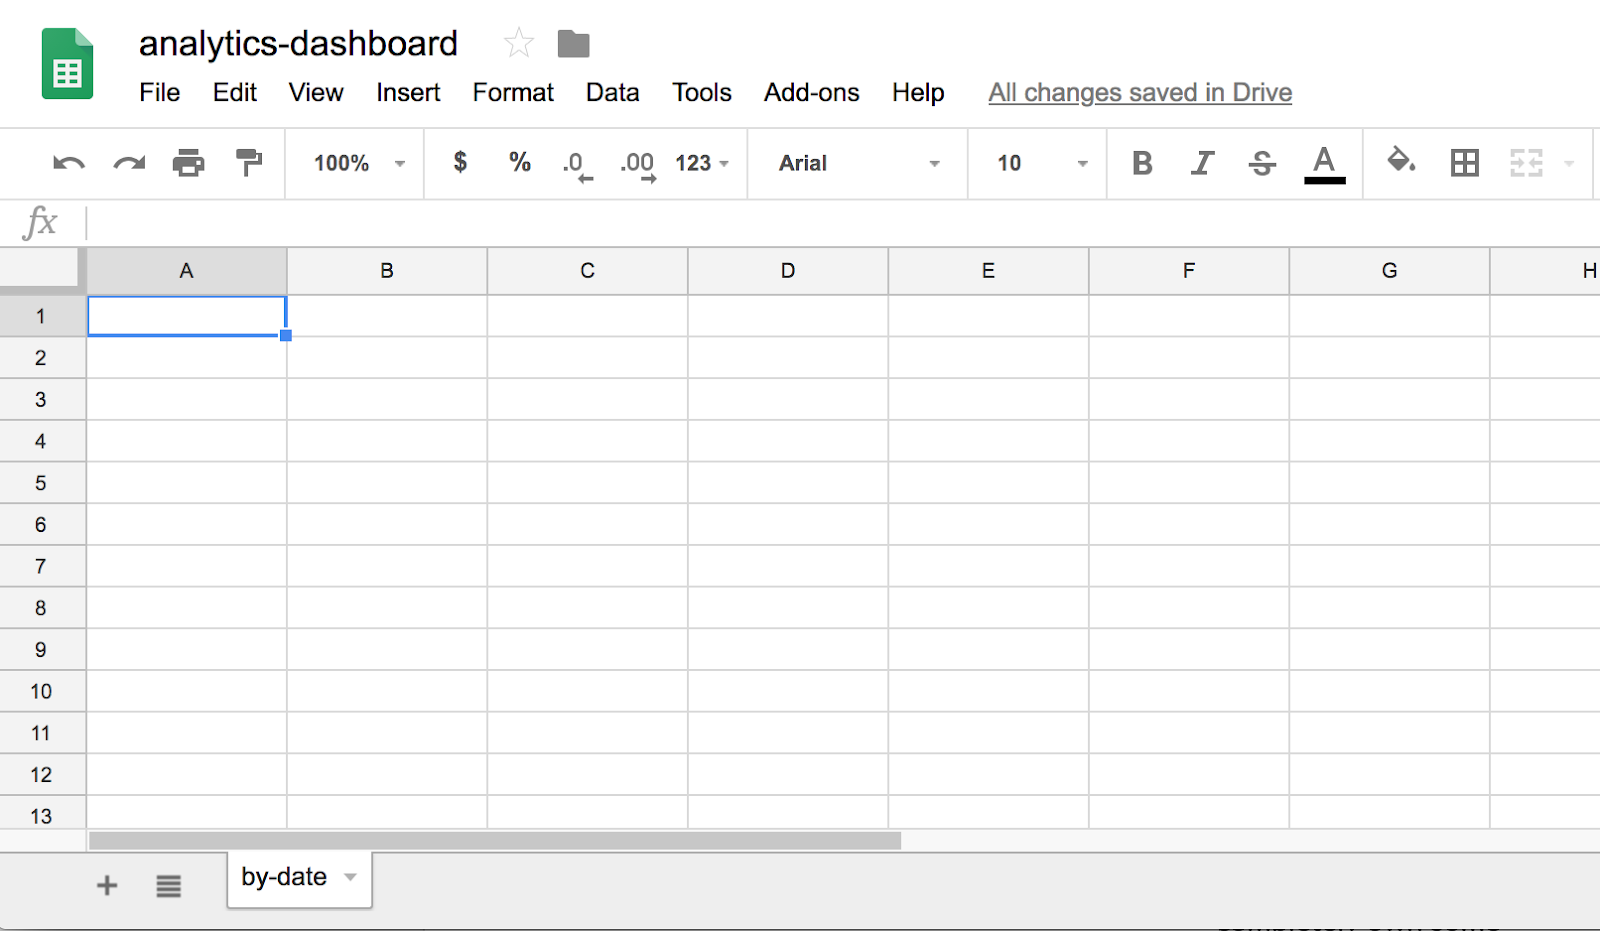 analytics-dashboard
File Edit View Insert Format Data Tools Add-ons Help All changes saved in Drive
100% $ % .0 .00 123 Arial 10 B I S A
fx
A B C D E F G H
1
2
3
4
5
6
7
8
9
10
11
12
13
by-date